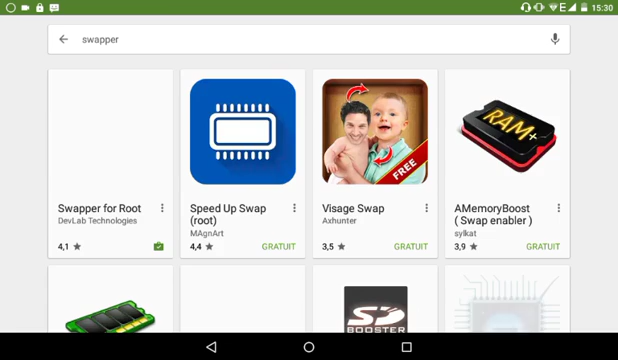 E
15:30
swapper
Swapper for Root
DevLab Technologies
4,1
Speed Up Swap
(root)
MAgnArt
4,4
GRATUIT
FREE
Visage Swap
Axhunter
3,5
GRATUIT
RAM+
AMemoryBoost
( Swap enabler )
sylkat
3,9
GRATUIT
SD
BOOSTER